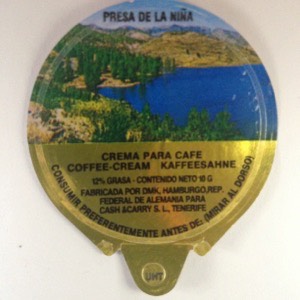 PRESA DE LA NIÑA
CREMA PARA CAFE
COFFEE-CREAM KAFFEESAHNE
12% GRASA - CONTENIDO NETO 10 G
FABRICADA POR DMK, HAMBURGO, REP.
FEDERAL DE ALEMANIA PARA
CASH &CARRY S. L., TENERIFE
CONSUMIR PREFERENTEMENTE ANTES DE: (MIRAR AL DORSO)
UHT